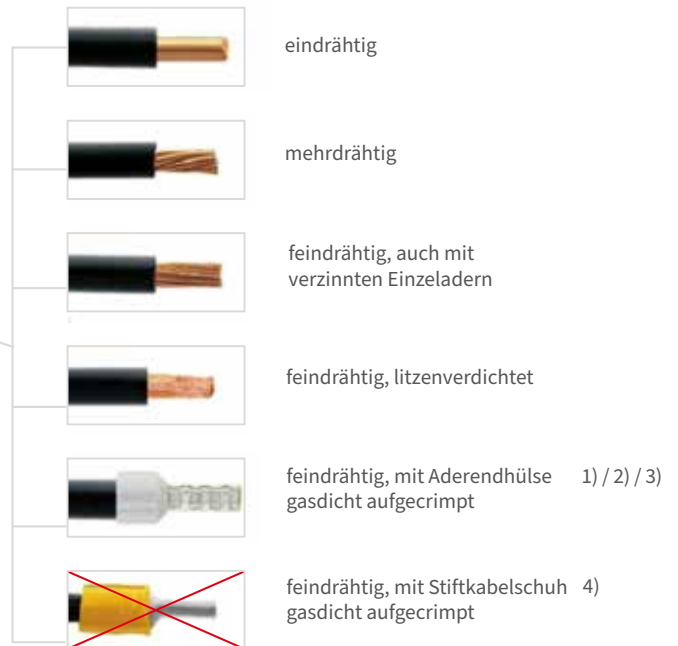 eindrähtig
mehrdrähtig
feindrähtig, auch mit
verzinnten Einzeladern
feindrähtig, litzenverdichtet
feindrähtig, mit Aderendhülse 1) / 2) / 3)
gasdicht aufgecrimpt
feindrähtig, mit Stiftkabelschuh 4)
gasdicht aufgecrimpt